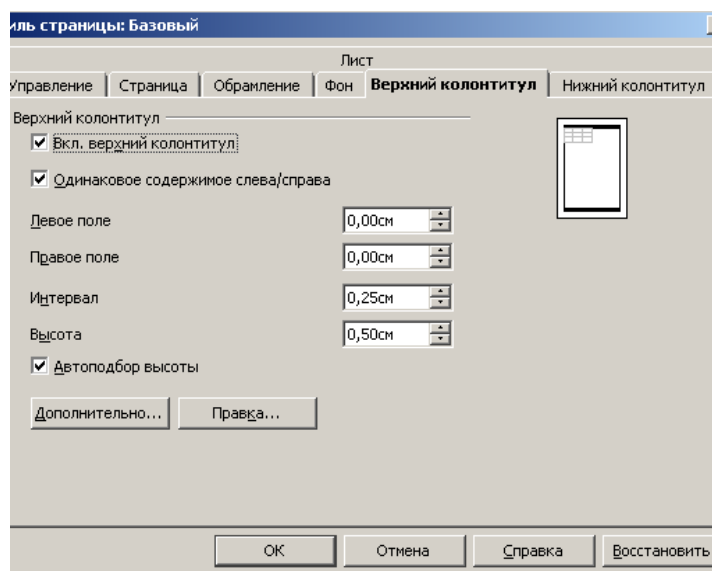 иль страницы: Базовый
Лист
Управление Страница Обрамление Фон Верхний колонтитул Нижний колонтитул
Верхний колонтитул
Вкл. верхний колонтитул
Одинаковое содержимое слева/справа
Левое поле 0,00см
Правое поле 0,00см
Интервал 0,25см
Высота 0,50см
Автоподбор высоты
Дополнительно... Правка...
ОК Отмена Справка Восстановить